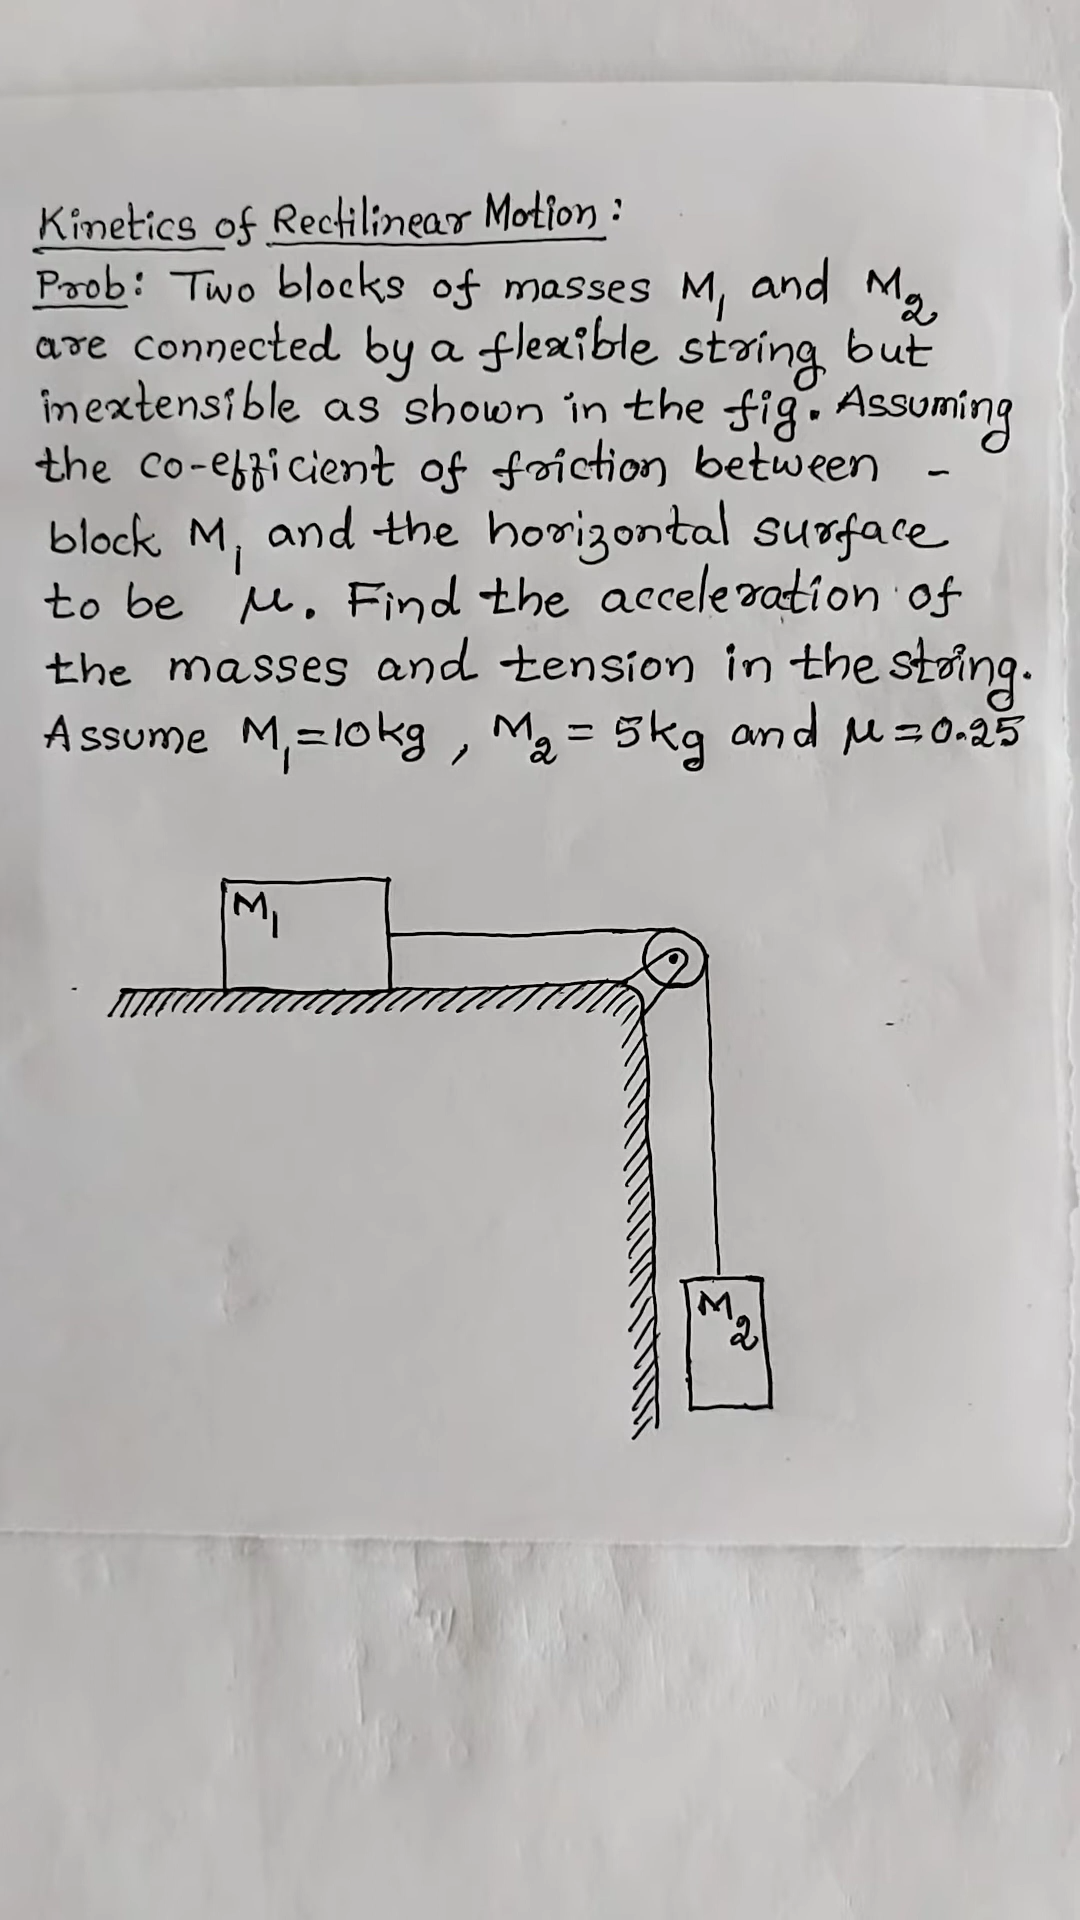 Kinetics of Rectilinear Motion:
Prob: Two blocks of masses M₁ and M₂
are connected by a flexible string but
inextensible as shown in the fig. Assuming
the co-efficient of friction between -
block M₁ and the horizontal surface
to be μ. Find the acceleration of
the masses and tension in the string.
Assume M₁=10kg, M₂=5kg and μ=0.25
M₁
M₂